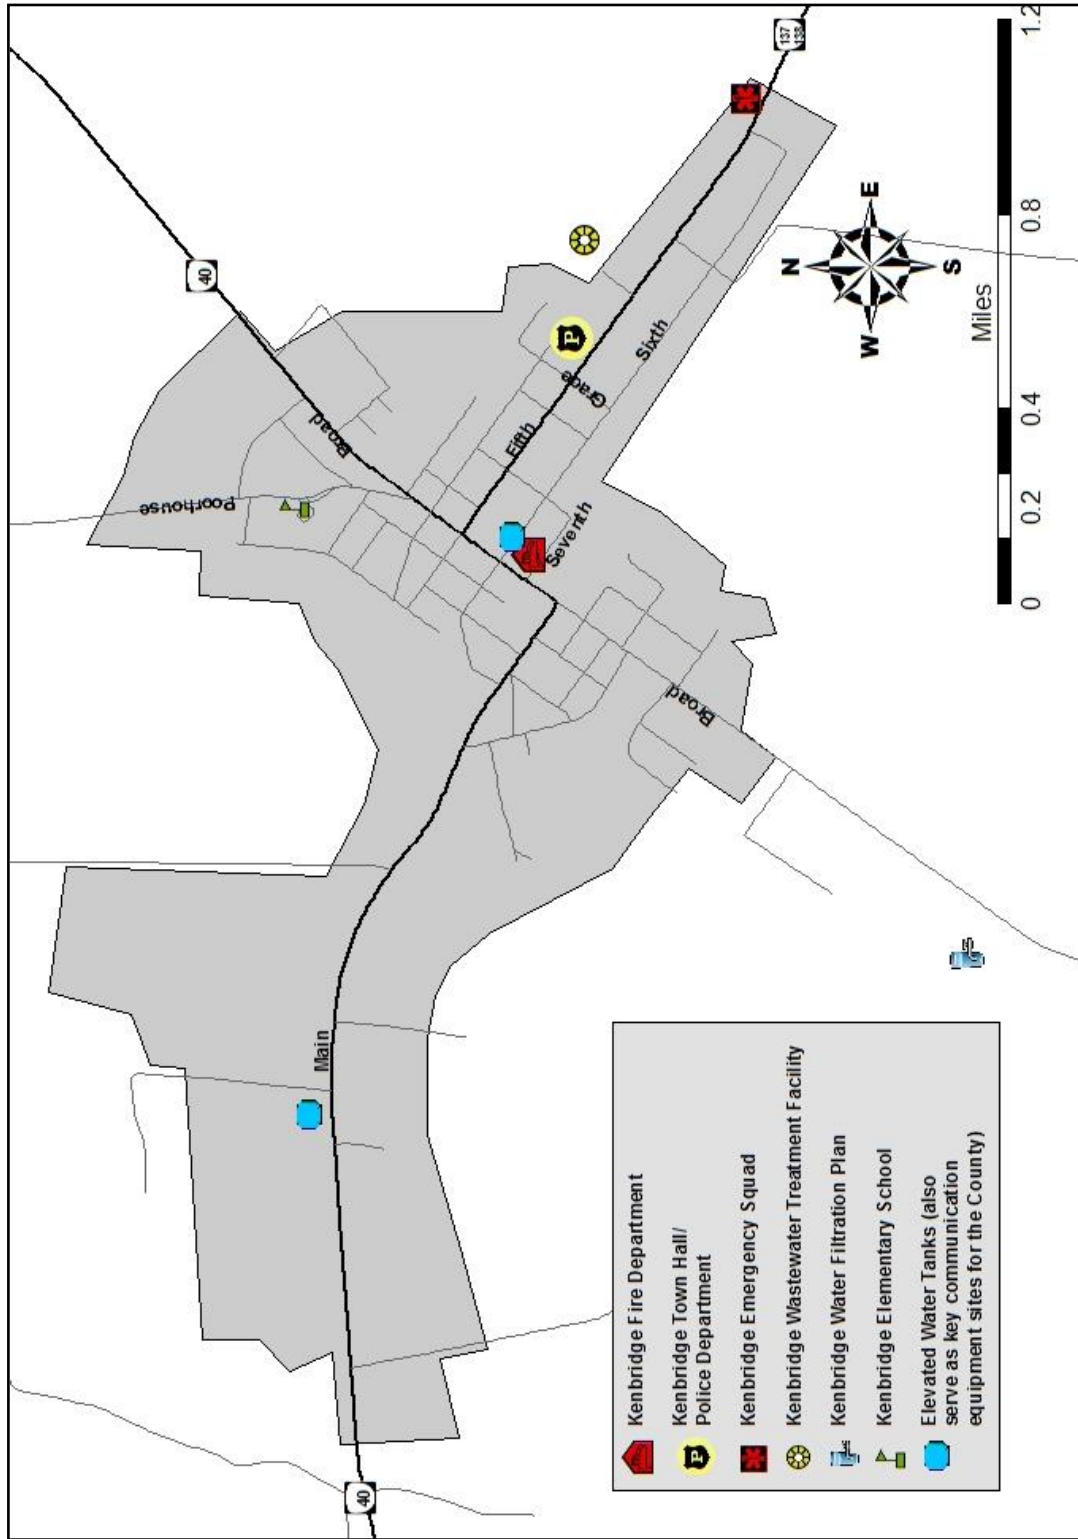 40
137
138
Poorhouse
Broad
Fifth
Grace
Sixth
Seventh
Broad
Main
40
N
W
E
S
Miles
0
0.2
0.4
0.8
1.2
Kenbridge Fire Department
Kenbridge Town Hall/
Police Department
P
Kenbridge Emergency Squad
Kenbridge Wastewater Treatment Facility
Kenbridge Water Filtration Plan
Kenbridge Elementary School
Elevated Water Tanks (also
serve as key communication
equipment sites for the County)
P